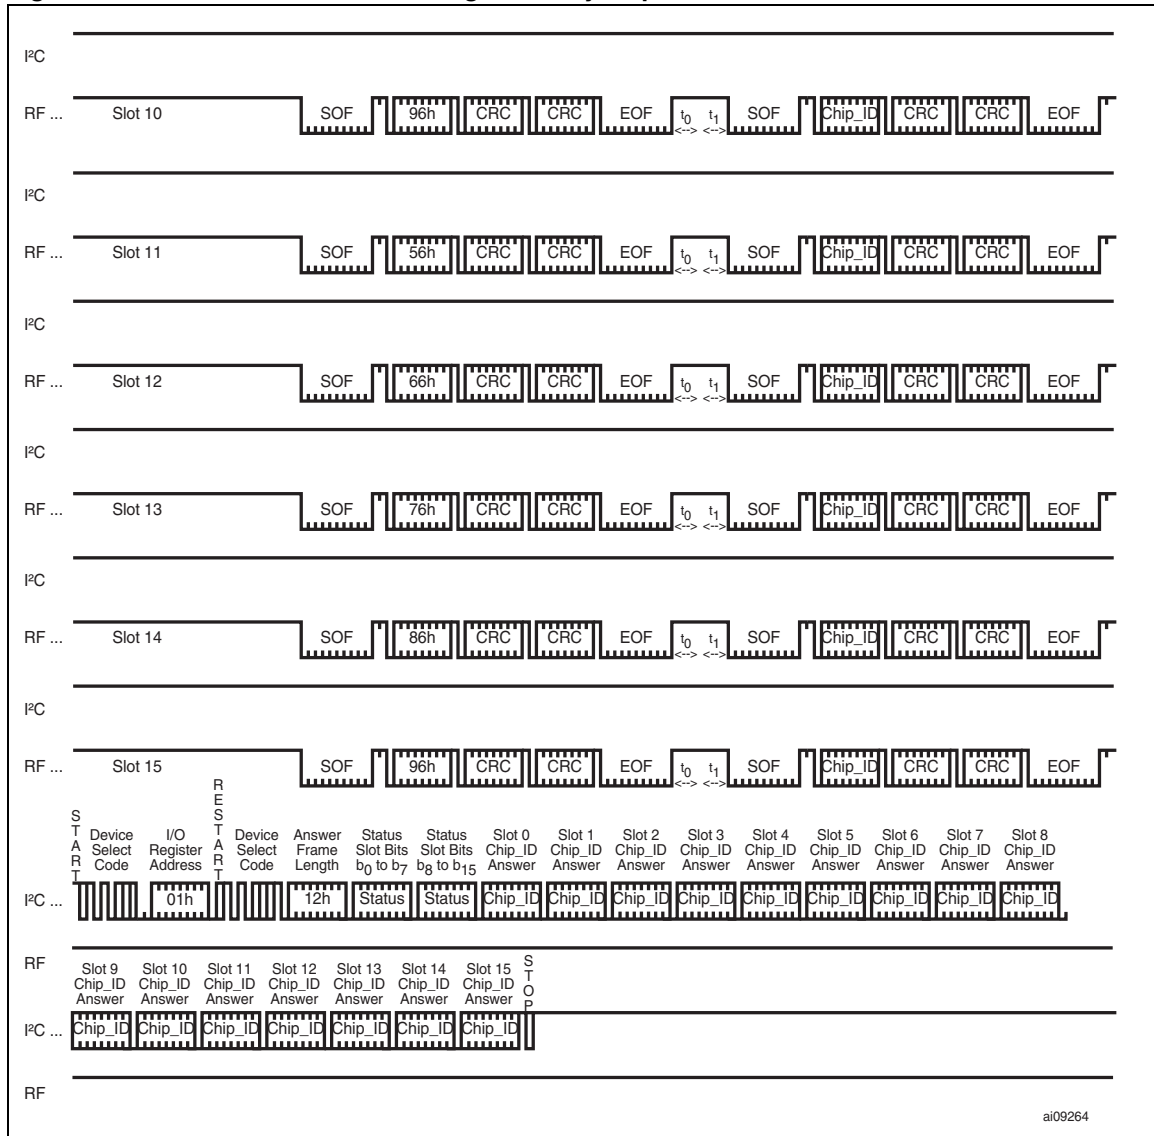 I²C
RF ... Slot 10 SOF 96h CRC CRC EOF t0 t1 SOF Chip_ID CRC CRC EOF
<--> <-->
I²C
RF ... Slot 11 SOF 56h CRC CRC EOF t0 t1 SOF Chip_ID CRC CRC EOF
<--> <-->
I²C
RF ... Slot 12 SOF 66h CRC CRC EOF t0 t1 SOF Chip_ID CRC CRC EOF
<--> <-->
I²C
RF ... Slot 13 SOF 76h CRC CRC EOF t0 t1 SOF Chip_ID CRC CRC EOF
<--> <-->
I²C
RF ... Slot 14 SOF 86h CRC CRC EOF t0 t1 SOF Chip_ID CRC CRC EOF
<--> <-->
I²C
RF ... Slot 15 SOF 96h CRC CRC EOF t0 t1 SOF Chip_ID CRC CRC EOF
<--> <-->
START
Device Select Code
I/O Register Address
RESTART
Device Select Code
Answer Frame Length
Status Slot Bits b0 to b7
Status Slot Bits b8 to b15
Slot 0 Chip_ID Answer
Slot 1 Chip_ID Answer
Slot 2 Chip_ID Answer
Slot 3 Chip_ID Answer
Slot 4 Chip_ID Answer
Slot 5 Chip_ID Answer
Slot 6 Chip_ID Answer
Slot 7 Chip_ID Answer
Slot 8 Chip_ID Answer
I²C ... 01h 12h Status Status Chip_ID Chip_ID Chip_ID Chip_ID Chip_ID Chip_ID Chip_ID Chip_ID Chip_ID
RF
Slot 9 Chip_ID Answer
Slot 10 Chip_ID Answer
Slot 11 Chip_ID Answer
Slot 12 Chip_ID Answer
Slot 13 Chip_ID Answer
Slot 14 Chip_ID Answer
Slot 15 Chip_ID Answer
STOP
I²C ... Chip_ID Chip_ID Chip_ID Chip_ID Chip_ID Chip_ID Chip_ID
RF
ai09264